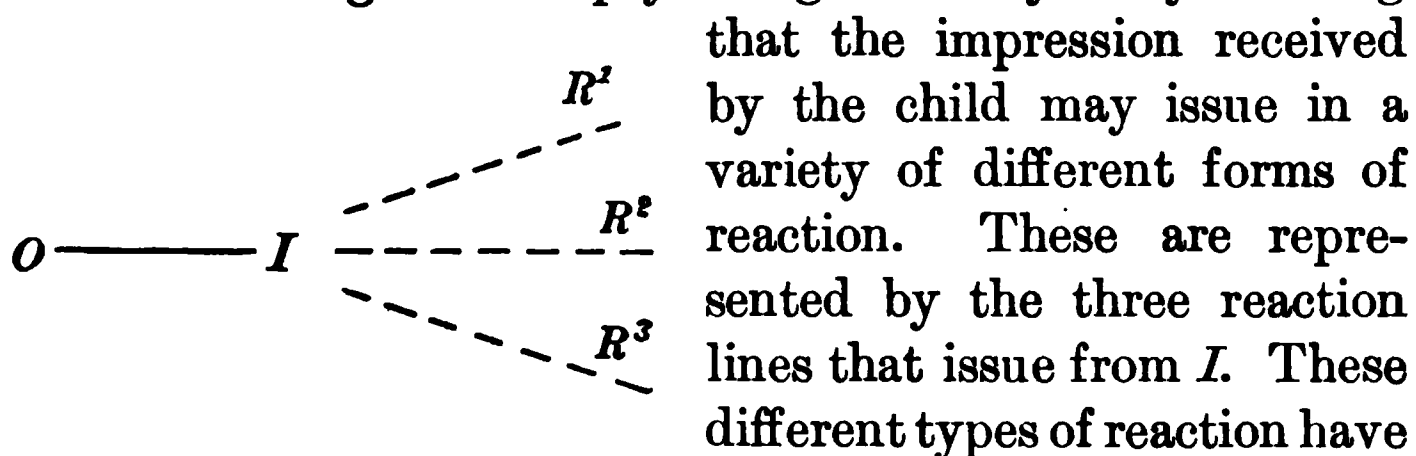 that the impression received
by the child may issue in a
variety of different forms of
reaction. These are repre-
sented by the three reaction
lines that issue from I. These
different types of reaction have
R¹
R²
O I
R³